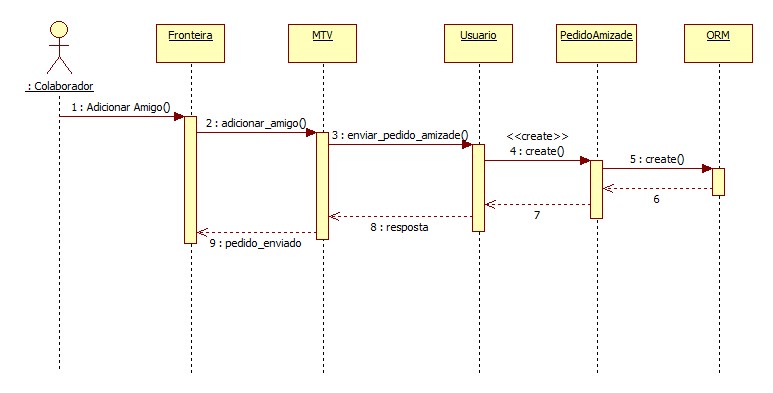 Fronteira
MTV
Usuario
PedidoAmizade
ORM
: Colaborador
1 : Adicionar Amigo()
2 : adicionar_amigo()
3 : enviar_pedido_amizade()
<<create>>
4 : create()
5 : create()
6
7
8 : resposta
9 : pedido_enviado